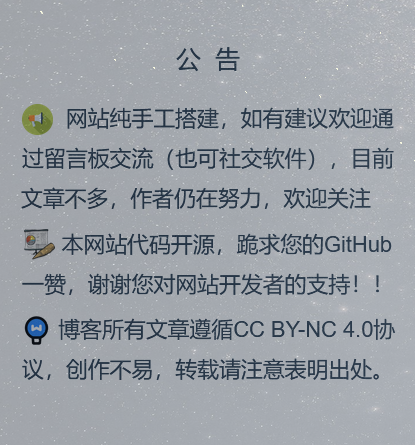 公 告
网站纯手工搭建，如有建议欢迎通
过留言板交流（也可社交软件），目前
文章不多，作者仍在努力，欢迎关注
本网站代码开源，跪求您的GitHub
一赞，谢谢您对网站开发者的支持！！
博客所有文章遵循CC BY-NC 4.0协
议，创作不易，转载请注意表明出处。